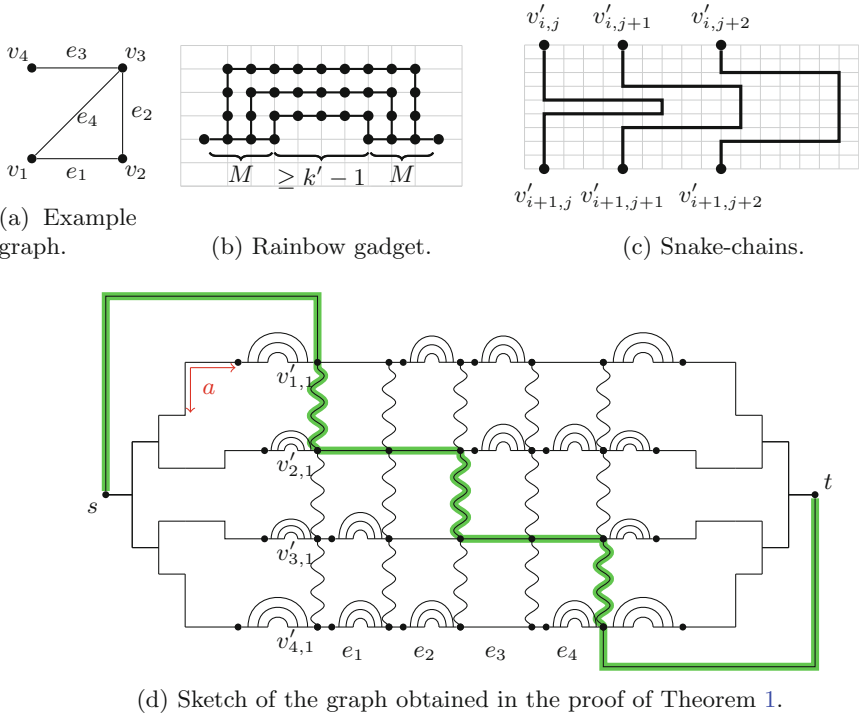 v4 e3 v3
e4 e2
v1 e1 v2
(a) Example
graph.
M ≥ k′ − 1 M
(b) Rainbow gadget.
v′i,j v′i,j+1 v′i,j+2
v′i+1,j v′i+1,j+1 v′i+1,j+2
(c) Snake-chains.
a
v′1,1
v′2,1
s t
v′3,1
v′4,1 e1 e2 e3 e4
(d) Sketch of the graph obtained in the proof of Theorem 1.